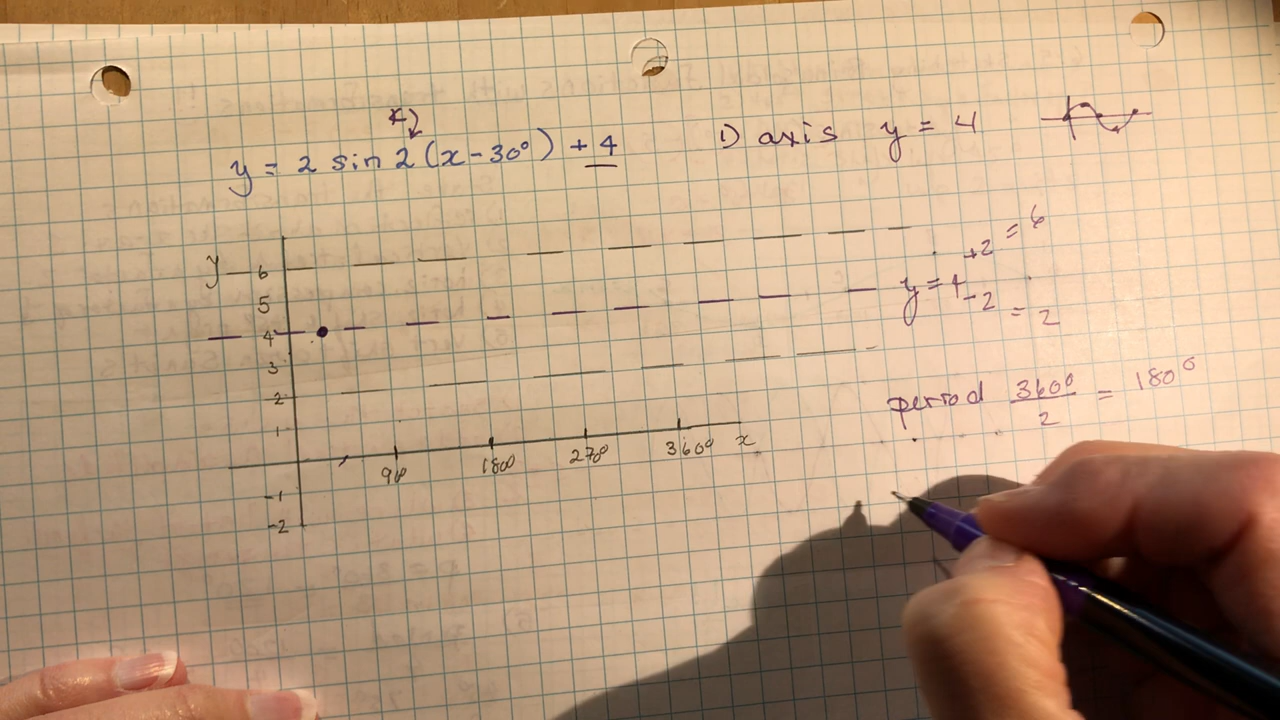 k
y = 2 sin 2 (x - 30°) + 4
1) axis y = 4
y
6
5
4
3
2
1
-1
-2
90° 180° 270° 360° x
y = 4 +2 = 6
-2 = 2
period 360°/2 = 180°